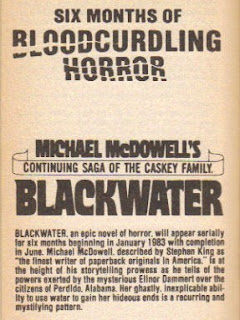 SIX MONTHS OF
BLOODCURDLING
HORROR
MICHAEL McDOWELL'S
CONTINUING SAGA OF THE CASKEY FAMILY.
BLACKWATER
BLACKWATER, an epic novel of horror, will appear serially
for six months beginning in January 1983 with completion
in June. Michael McDowell, described by Stephen King as
"the finest writer of paperback originals in America," is at
the height of his storytelling prowess as he tells of the
powers exerted by the mysterious Elinor Dammert over the
citizens of Perdido, Alabama. Her ghastly, inexplicable abil-
ity to use water to gain her hideous ends is a recurring and
mystifying pattern.